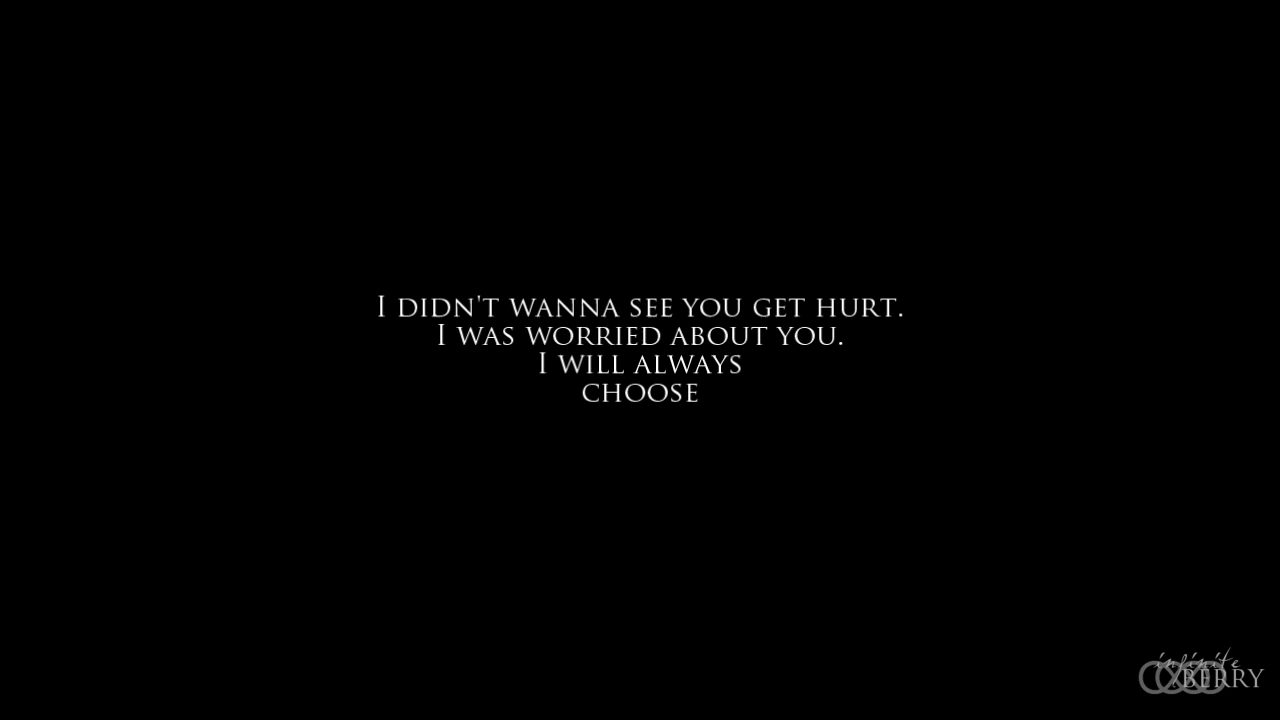 I DIDN'T WANNA SEE YOU GET HURT.
I WAS WORRIED ABOUT YOU.
I WILL ALWAYS
CHOOSE
infinite
BERRY